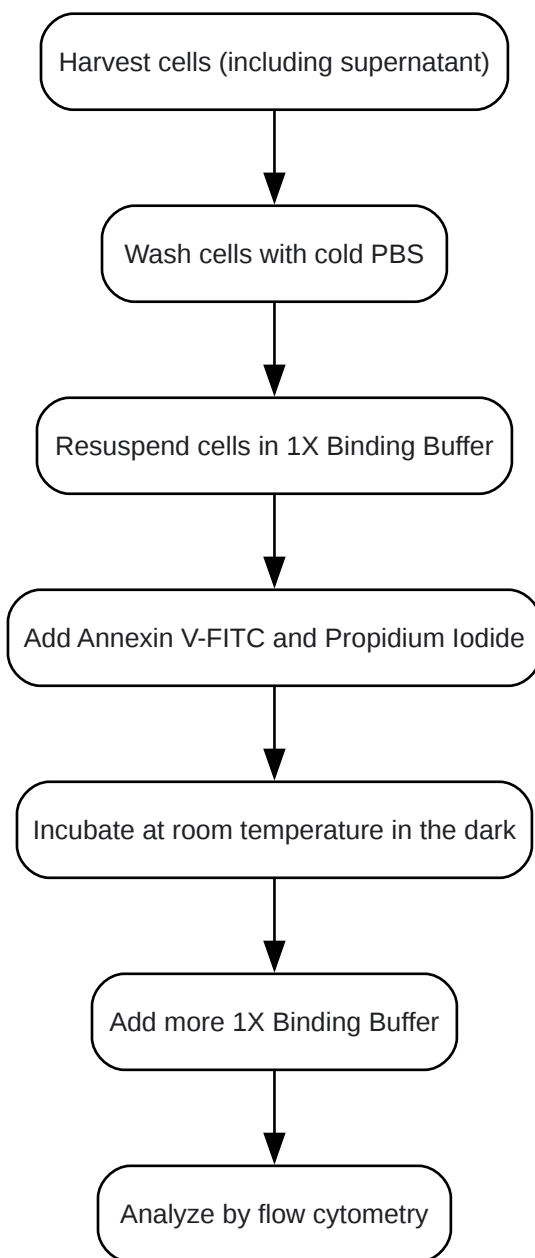 Harvest cells (including supernatant)
Wash cells with cold PBS
Resuspend cells in 1X Binding Buffer
Add Annexin V-FITC and Propidium Iodide
Incubate at room temperature in the dark
Add more 1X Binding Buffer
Analyze by flow cytometry